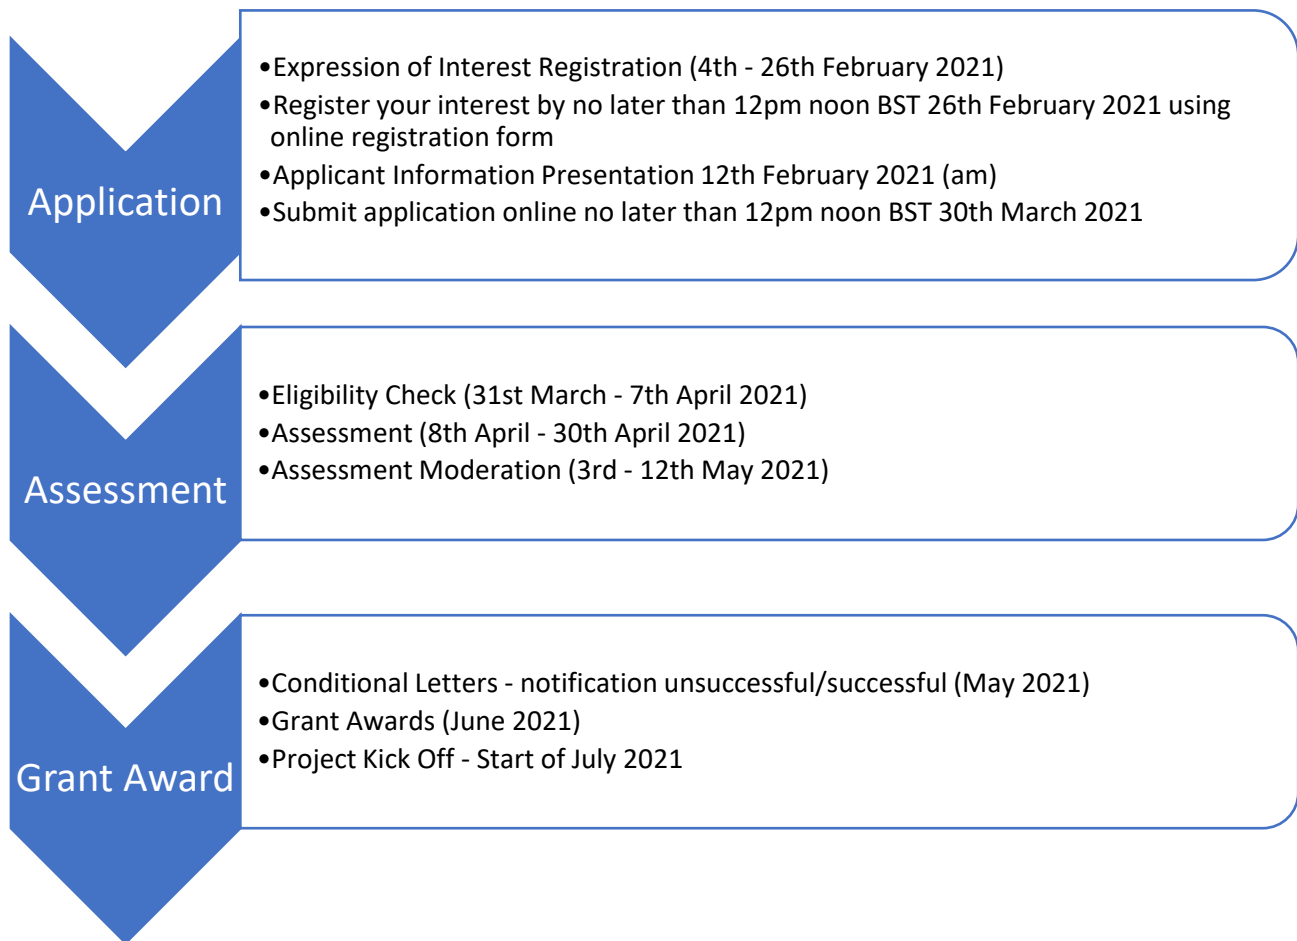 Application
•Expression of Interest Registration (4th - 26th February 2021)
•Register your interest by no later than 12pm noon BST 26th February 2021 using
online registration form
•Applicant Information Presentation 12th February 2021 (am)
•Submit application online no later than 12pm noon BST 30th March 2021
Assessment
•Eligibility Check (31st March - 7th April 2021)
•Assessment (8th April - 30th April 2021)
•Assessment Moderation (3rd - 12th May 2021)
Grant Award
•Conditional Letters - notification unsuccessful/successful (May 2021)
•Grant Awards (June 2021)
•Project Kick Off - Start of July 2021